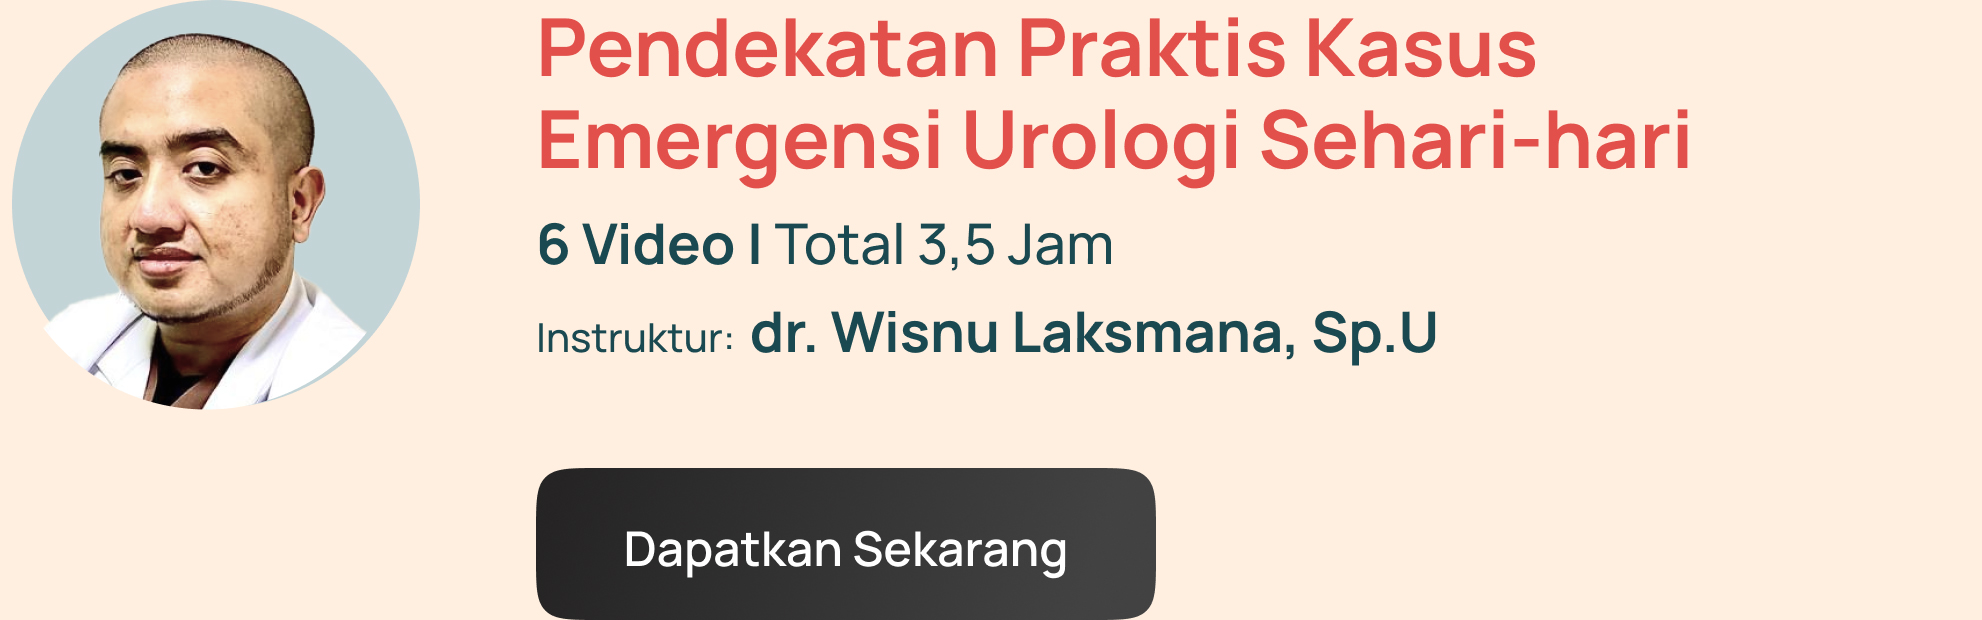 Pendekatan Praktis Kasus
Emergensi Urologi Sehari-hari
6 Video | Total 3,5 Jam
Instruktur: dr. Wisnu Laksmana, Sp.U
Dapatkan Sekarang